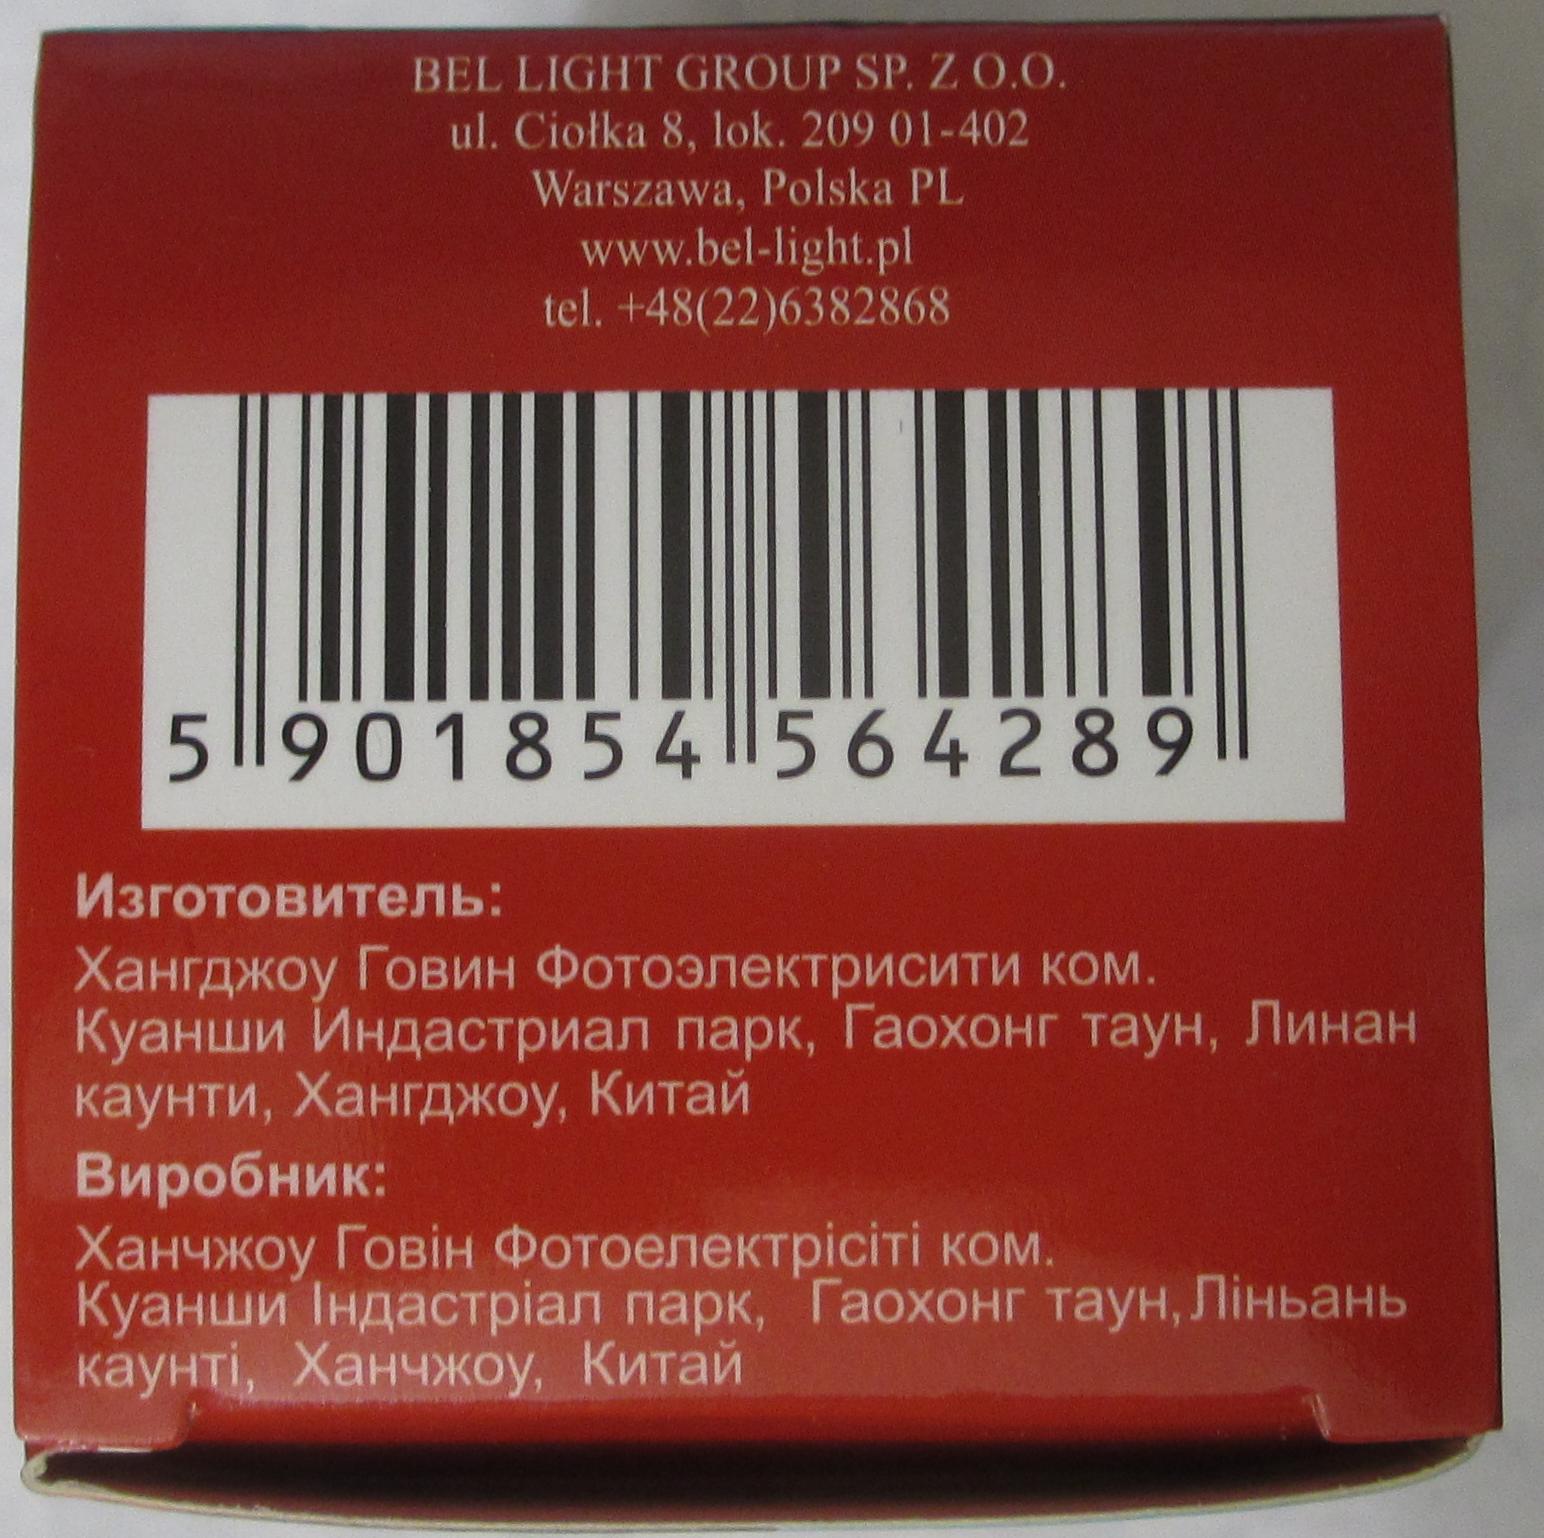 BEL LIGHT GROUP SP. Z O.O.
ul. Ciołka 8, lok. 209 01-402
Warszawa, Polska PL
www.bel-light.pl
tel. +48(22)6382868
5 901854 564289
Изготовитель:
Хангджоу Говин Фотоэлектрисити ком.
Куанши Индастриал парк, Гаохонг таун, Линан
каунти, Хангджоу, Китай
Виробник:
Ханчжоу Говін Фотоелектрісіті ком.
Куанши Індастріал парк, Гаохонг таун,Ліньань
каунті, Ханчжоу, Китай